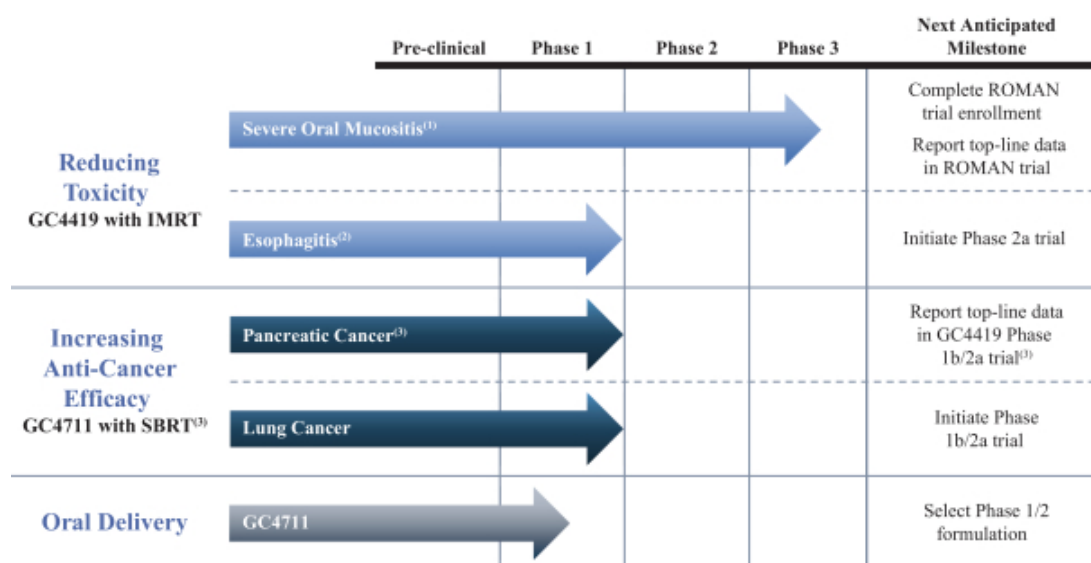 Pre-clinical
Phase 1
Phase 2
Phase 3
Next Anticipated
Milestone
Reducing
Toxicity
GC4419 with IMRT
Severe Oral Mucositis(1)
Complete ROMAN
trial enrollment
Report top-line data
in ROMAN trial
Esophagitis(2)
Initiate Phase 2a trial
Increasing
Anti-Cancer
Efficacy
GC4711 with SBRT(3)
Pancreatic Cancer(3)
Report top-line data
in GC4419 Phase
1b/2a trial(3)
Lung Cancer
Initiate Phase
1b/2a trial
Oral Delivery
GC4711
Select Phase 1/2
formulation